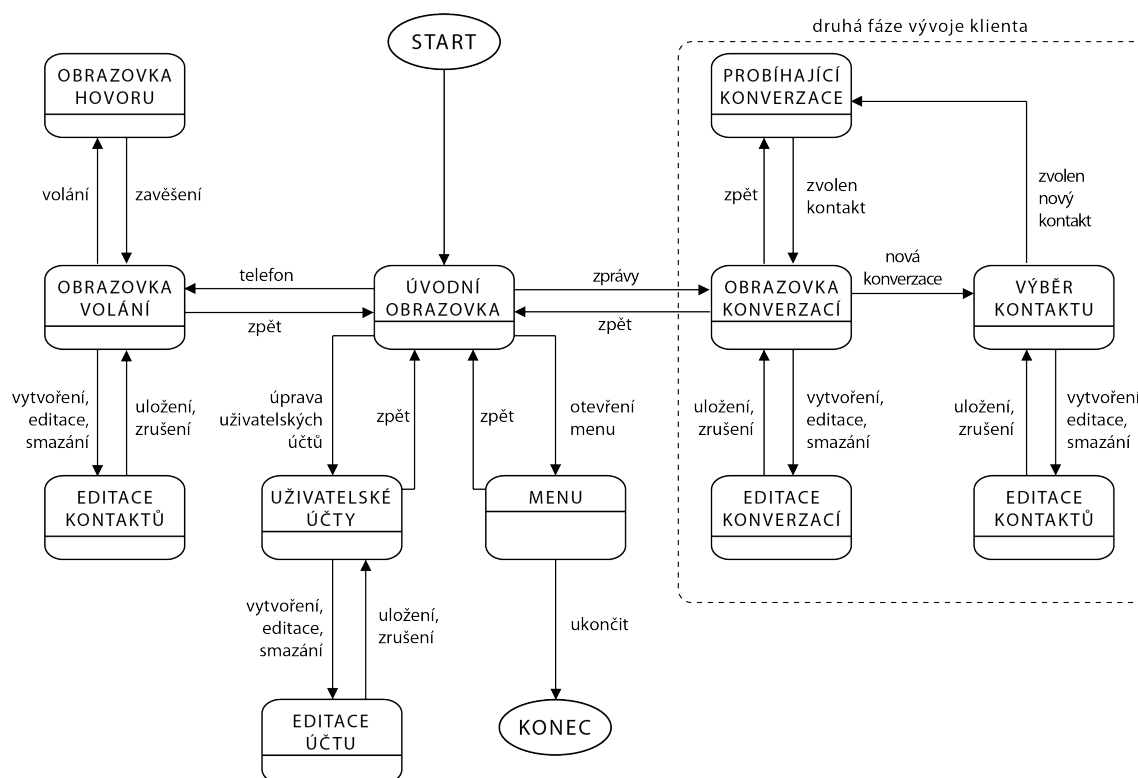 druhá fáze vývoje klienta
START
OBRAZOVKA
HOVORU
PROBÍHAJÍCÍ
KONVERZACE
volání
zavěšení
zpět
zvolen
kontakt
zvolen
nový
kontakt
OBRAZOVKA
VOLÁNÍ
telefon
zpět
ÚVODNÍ
OBRAZOVKA
zprávy
zpět
OBRAZOVKA
KONVERZACÍ
nová
konverzace
VÝBĚR
KONTAKTU
vytvoření,
editace,
smazání
uložení,
zrušení
úprava
uživatelských
účtů
zpět
zpět
otevření
menu
uložení,
zrušení
vytvoření,
editace,
smazání
uložení,
zrušení
vytvoření,
editace,
smazání
EDITACE
KONTAKTŮ
UŽIVATELSKÉ
ÚČTY
MENU
EDITACE
KONVERZACÍ
EDITACE
KONTAKTŮ
vytvoření,
editace,
smazání
uložení,
zrušení
ukončit
EDITACE
ÚČTU
KONEC